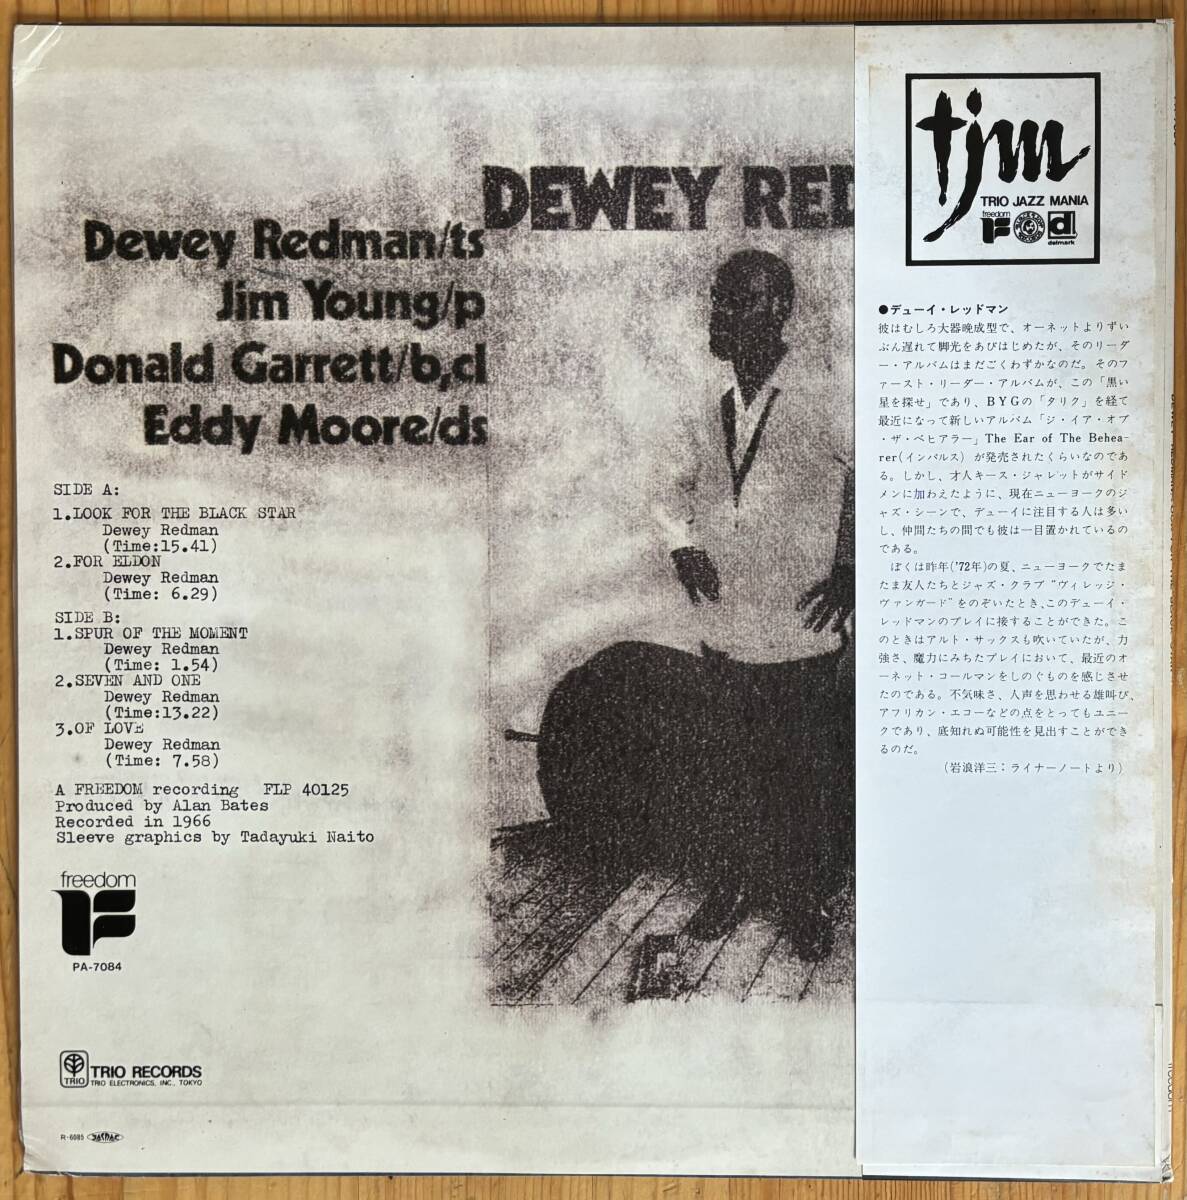 DEWEY RED
Dewey Redman/ts
Jim Young/p
Donald Garrett/b,cl
Eddy Moore/ds
SIDE A:
1.LOOK FOR THE BLACK STAR
Dewey Redman
(Time:15.41)
2.FOR ELDON
Dewey Redman
(Time: 6.29)
SIDE B:
1.SPUR OF THE MOMENT
Dewey Redman
(Time: 1.54)
2.SEVEN AND ONE
Dewey Redman
(Time:13.22)
3.OF LOVE
Dewey Redman
(Time: 7.58)
A FREEDOM recording FLP 40125
Produced by Alan Bates
Recorded in 1966
Sleeve graphics by Tadayuki Naito
freedom
F
PA-7084
TRIO
TRIO RECORDS
TRIO ELECTRONICS, INC., TOKYO
R-6085 JASRAC
tjm
TRIO JAZZ MANIA
freedom
F
d
delmark
●デューイ・レッドマン
彼はむしろ大器晩成型で、オーネットよりずい
ぶん遅れて脚光をあびはじめたが、そのリーダ
ー・アルバムはまだごくわずかなのだ。そのフ
ァースト・リーダー・アルバムが、この「黒い
星を探せ」であり、BYGの「タリク」を経て
最近になって新しいアルバム「ジ・イア・オブ
・ザ・ベヒアラー」The Ear of The Behea-
rer(インパルス) が発売されたくらいなのであ
る。しかし、才人キース・ジャレットがサイド
メンに加わえたように、現在ニューヨークのジ
ャズ・シーンで、デューイに注目する人は多い
し、仲間たちの間でも彼は一目置かれているの
である。
ぼくは昨年('72年)の夏、ニューヨークでたま
たま友人たちとジャズ・クラブ“ヴィレッジ・
ヴァンガード”をのぞいたとき、このデューイ・
レッドマンのプレイに接することができた。こ
のときはアルト・サックスも吹いていたが、力
強さ、魔力にみちたプレイにおいて、最近のオ
ーネット・コールマンをしのぐものを感じさせ
たのである。不気味さ、人声を思わせる雄叫び、
アフリカン・エコーなどの点をとってもユニー
クであり、底知れぬ可能性を見出すことができ
るのだ。
(岩浪洋三：ライナーノートより)